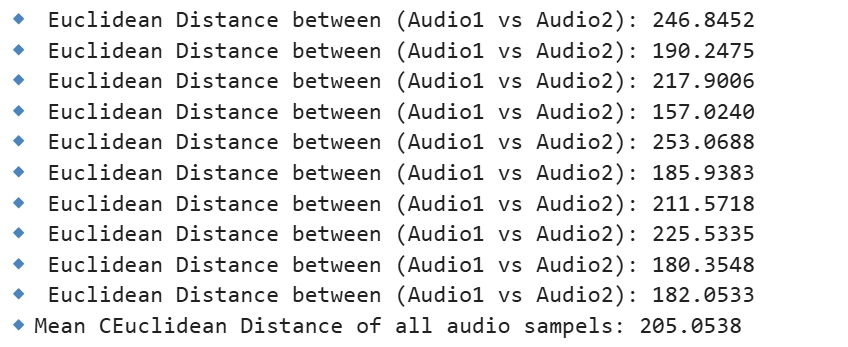 🔹 Euclidean Distance between (Audio1 vs Audio2): 246.8452
🔹 Euclidean Distance between (Audio1 vs Audio2): 190.2475
🔹 Euclidean Distance between (Audio1 vs Audio2): 217.9006
🔹 Euclidean Distance between (Audio1 vs Audio2): 157.0240
🔹 Euclidean Distance between (Audio1 vs Audio2): 253.0688
🔹 Euclidean Distance between (Audio1 vs Audio2): 185.9383
🔹 Euclidean Distance between (Audio1 vs Audio2): 211.5718
🔹 Euclidean Distance between (Audio1 vs Audio2): 225.5335
🔹 Euclidean Distance between (Audio1 vs Audio2): 180.3548
🔹 Euclidean Distance between (Audio1 vs Audio2): 182.0533
🔹Mean CEuclidean Distance of all audio sampels: 205.0538